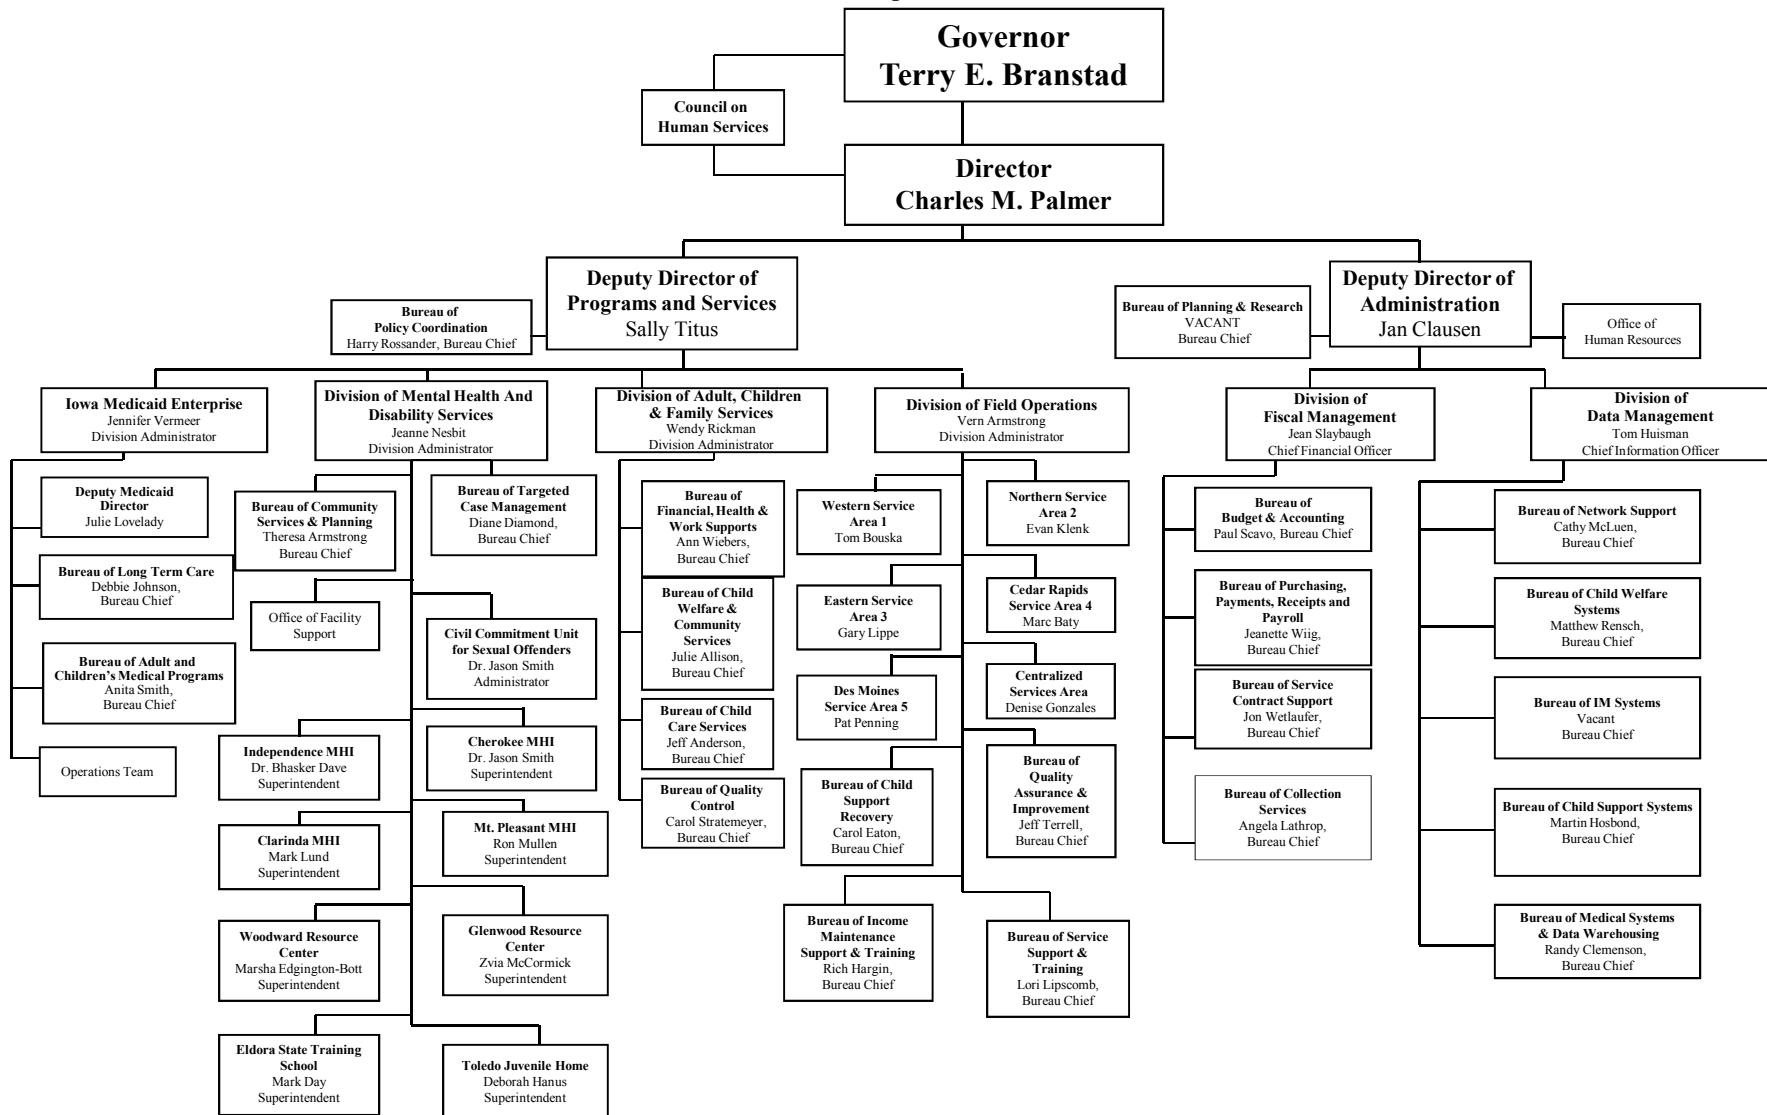 Governor
Terry E. Branstad
Council on
Human Services
Director
Charles M. Palmer
Deputy Director of
Programs and Services
Sally Titus
Bureau of
Policy Coordination
Harry Rossander, Bureau Chief
Deputy Director of
Administration
Jan Clausen
Bureau of Planning & Research
VACANT
Bureau Chief
Office of
Human Resources
Iowa Medicaid Enterprise
Jennifer Vermeer
Division Administrator
Division of Mental Health And
Disability Services
Jeanne Nesbit
Division Administrator
Division of Adult, Children
& Family Services
Wendy Rickman
Division Administrator
Division of Field Operations
Vern Armstrong
Division Administrator
Division of
Fiscal Management
Jean Slaybaugh
Chief Financial Officer
Division of
Data Management
Tom Huisman
Chief Information Officer
Deputy Medicaid
Director
Julie Lovelady
Bureau of Long Term Care
Debbie Johnson,
Bureau Chief
Bureau of Adult and
Children's Medical Programs
Anita Smith,
Bureau Chief
Operations Team
Bureau of Community
Services & Planning
Theresa Armstrong
Bureau Chief
Bureau of Targeted
Case Management
Diane Diamond,
Bureau Chief
Office of Facility
Support
Civil Commitment Unit
for Sexual Offenders
Dr. Jason Smith
Administrator
Independence MHI
Dr. Bhasker Dave
Superintendent
Cherokee MHI
Dr. Jason Smith
Superintendent
Clarinda MHI
Mark Lund
Superintendent
Mt. Pleasant MHI
Ron Mullen
Superintendent
Woodward Resource
Center
Marsha Edgington-Bott
Superintendent
Glenwood Resource
Center
Zvia McCormick
Superintendent
Eldora State Training
School
Mark Day
Superintendent
Toledo Juvenile Home
Deborah Hanus
Superintendent
Bureau of
Financial, Health &
Work Supports
Ann Wiebers,
Bureau Chief
Bureau of Child
Welfare &
Community
Services
Julie Allison,
Bureau Chief
Bureau of Child
Care Services
Jeff Anderson,
Bureau Chief
Bureau of Quality
Control
Carol Stratemeyer,
Bureau Chief
Western Service
Area 1
Tom Bouska
Northern Service
Area 2
Evan Klenk
Eastern Service
Area 3
Gary Lippe
Cedar Rapids
Service Area 4
Marc Baty
Des Moines
Service Area 5
Pat Penning
Centralized
Services Area
Denise Gonzales
Bureau of Child
Support
Recovery
Carol Eaton,
Bureau Chief
Bureau of
Quality
Assurance &
Improvement
Jeff Terrell,
Bureau Chief
Bureau of Income
Maintenance
Support & Training
Rich Hargin,
Bureau Chief
Bureau of Service
Support &
Training
Lori Lipscomb,
Bureau Chief
Bureau of
Budget & Accounting
Paul Scavo, Bureau Chief
Bureau of Purchasing,
Payments, Receipts and
Payroll
Jeanette Wiig,
Bureau Chief
Bureau of Service
Contract Support
Jon Wetlaufer,
Bureau Chief
Bureau of Collection
Services
Angela Lathrop,
Bureau Chief
Bureau of Network Support
Cathy McLuen,
Bureau Chief
Bureau of Child Welfare
Systems
Matthew Rensch,
Bureau Chief
Bureau of IM Systems
Vacant
Bureau Chief
Bureau of Child Support Systems
Martin Hosbond,
Bureau Chief
Bureau of Medical Systems
& Data Warehousing
Randy Clemenson,
Bureau Chief